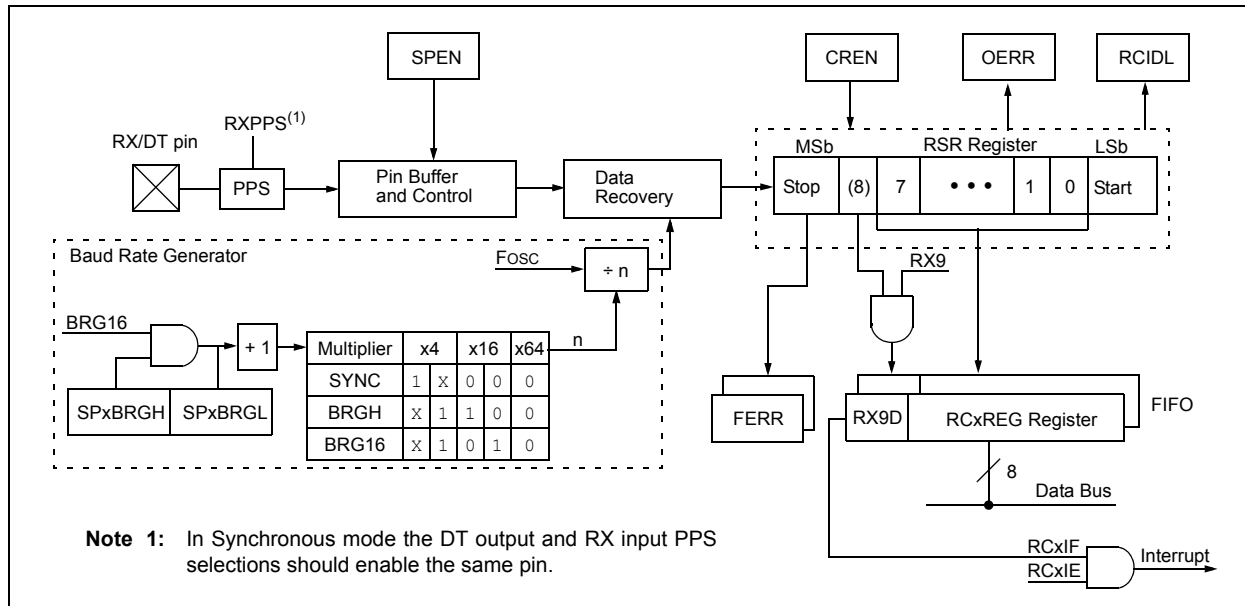 SPEN
CREN
OERR
RCIDL
RXPPS(1)
RX/DT pin
PPS
Pin Buffer
and Control
Data
Recovery
MSb
RSR Register
LSb
Stop (8) 7 • • • 1 0 Start
Baud Rate Generator
FOSC
÷ n
RX9
BRG16
+ 1
n
Multiplier x4 x16 x64
SYNC 1 X 0 0 0
BRGH X 1 1 0 0
BRG16 X 1 0 1 0
SPxBRGH SPxBRGL
FERR
RX9D RCxREG Register
FIFO
8
Data Bus
RCxIF
RCxIE
Interrupt
Note 1: In Synchronous mode the DT output and RX input PPS
selections should enable the same pin.